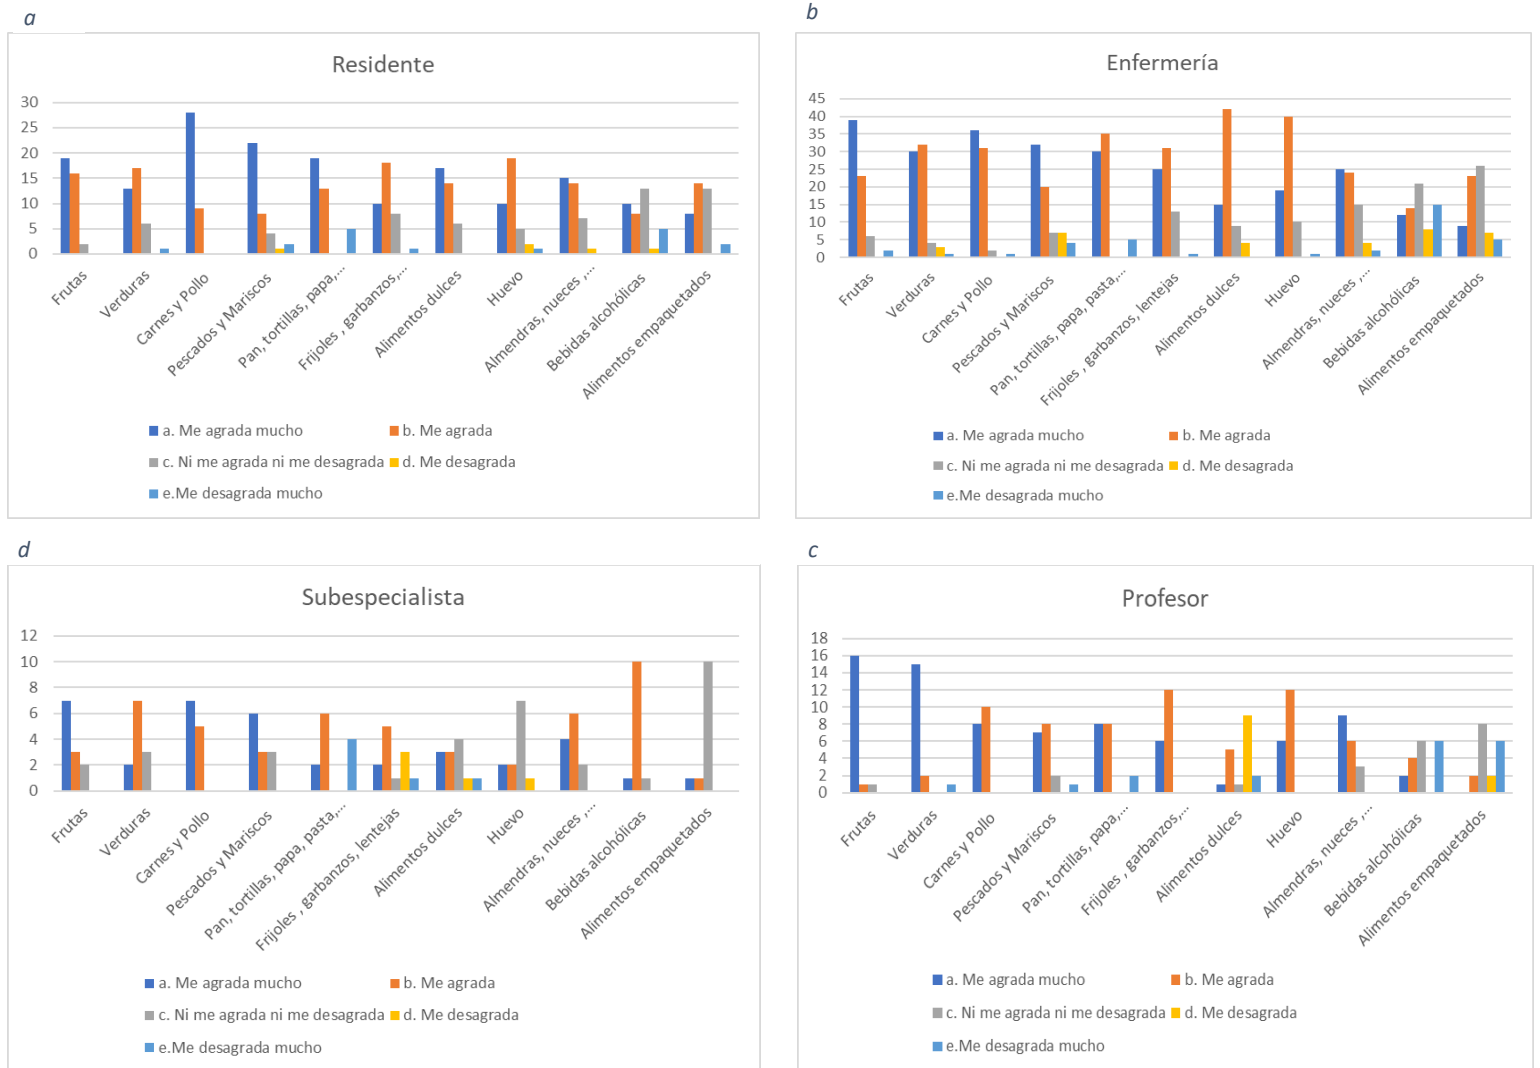 a
Residente
30
25
20
15
10
5
0
Frutas
Verduras
Carnes y Pollo
Pescados y Mariscos
Pan, tortillas, papa,...
Frijoles , garbanzos,...
Alimentos dulces
Huevo
Almendras, nueces ,...
Bebidas alcohólicas
Alimentos empaquetados
a. Me agrada mucho
b. Me agrada
c. Ni me agrada ni me desagrada
d. Me desagrada
e.Me desagrada mucho
b
Enfermería
45
40
35
30
25
20
15
10
5
0
Frutas
Verduras
Carnes y Pollo
Pescados y Mariscos
Pan, tortillas, papa, pasta,...
Frijoles , garbanzos, lentejas
Alimentos dulces
Huevo
Almendras, nueces ,...
Bebidas alcohólicas
Alimentos empaquetados
a. Me agrada mucho
b. Me agrada
c. Ni me agrada ni me desagrada
d. Me desagrada
e.Me desagrada mucho
d
Subespecialista
12
10
8
6
4
2
0
Frutas
Verduras
Carnes y Pollo
Pescados y Mariscos
Pan, tortillas, papa, pasta,...
Frijoles , garbanzos, lentejas
Alimentos dulces
Huevo
Almendras, nueces ,...
Bebidas alcohólicas
Alimentos empaquetados
a. Me agrada mucho
b. Me agrada
c. Ni me agrada ni me desagrada
d. Me desagrada
e.Me desagrada mucho
c
Profesor
18
16
14
12
10
8
6
4
2
0
Frutas
Verduras
Carnes y Pollo
Pescados y Mariscos
Pan, tortillas, papa,...
Frijoles , garbanzos,...
Alimentos dulces
Huevo
Almendras, nueces ,...
Bebidas alcohólicas
Alimentos empaquetados
a. Me agrada mucho
b. Me agrada
c. Ni me agrada ni me desagrada
d. Me desagrada
e.Me desagrada mucho